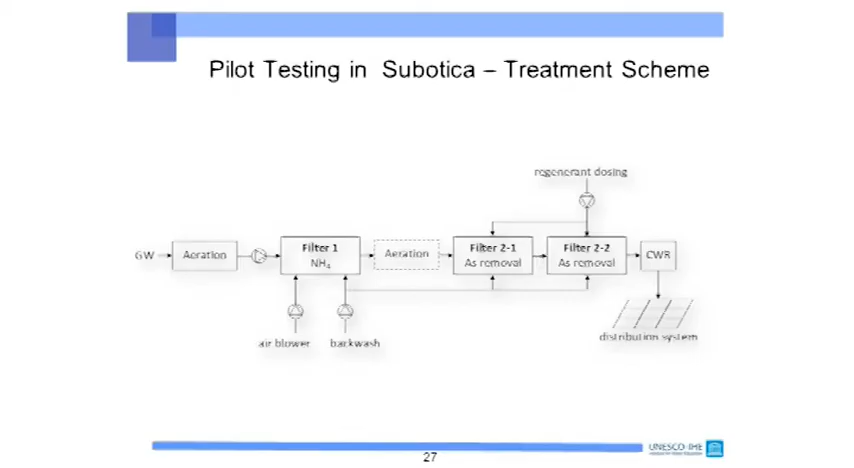 Pilot Testing in Subotica – Treatment Scheme
regenerant dosing
GW
Aeration
Filter 1
NH₄
Aeration
Filter 2-1
As removal
Filter 2-2
As removal
CWR
air blower
backwash
distribution system
UNESCO-IHE
27